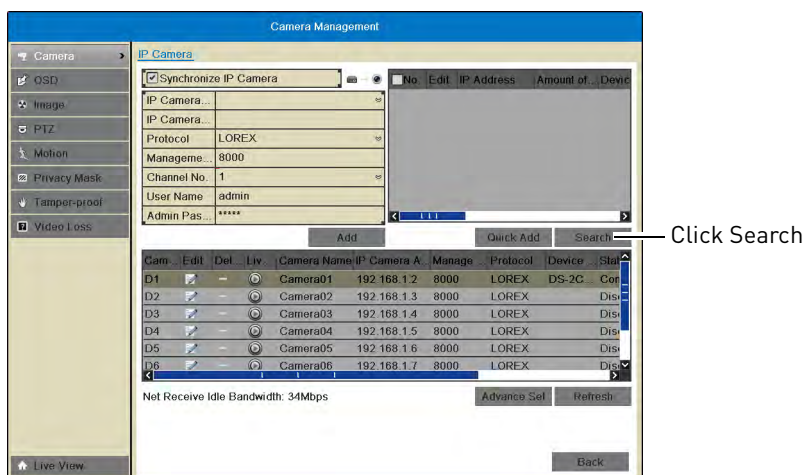 Camera Management
Camera
OSD
Image
PTZ
Motion
Privacy Mask
Tamper-proof
Video Loss
Live View
IP Camera
Synchronize IP Camera
IP Camera...
IP Camera...
Protocol LOREX
Manageme... 8000
Channel No. 1
User Name admin
Admin Pas... *****
No. Edit IP Address Amount of... Devic
Add Quick Add Search
Click Search
Cam... Edit Del... Liv... Camera Name IP Camera A... Manage... Protocol Device... Stat
D1 Camera01 192.168.1.2 8000 LOREX DS-2C... Con
D2 Camera02 192.168.1.3 8000 LOREX Disc
D3 Camera03 192.168.1.4 8000 LOREX Disc
D4 Camera04 192.168.1.5 8000 LOREX Disc
D5 Camera05 192.168.1.6 8000 LOREX Disc
D6 Camera06 192.168.1.7 8000 LOREX Disc
Net Receive Idle Bandwidth: 34Mbps
Advance Set Refresh
Back